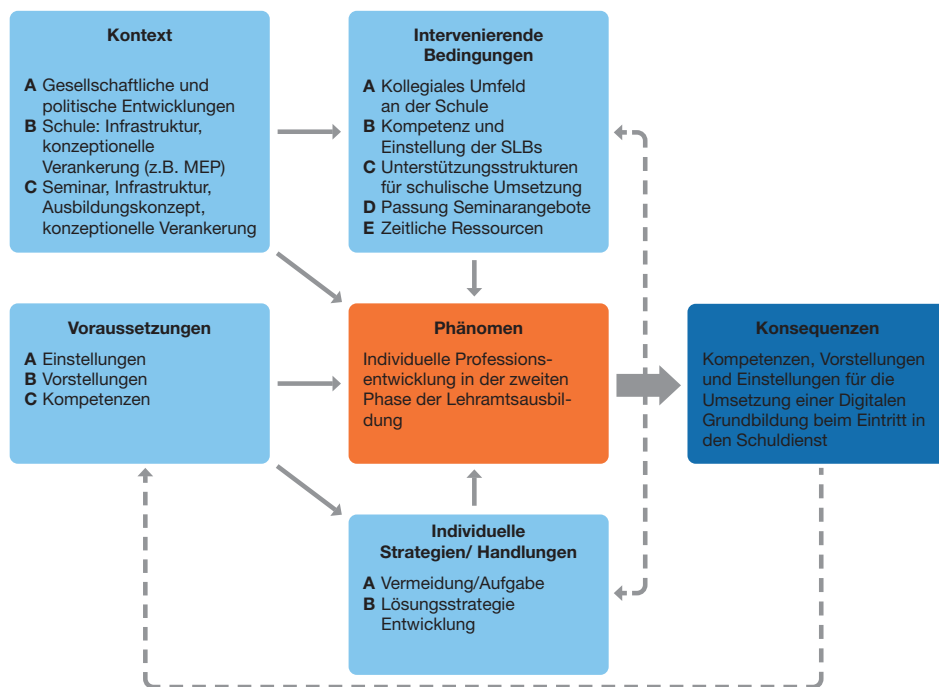 Kontext
A Gesellschaftliche und
politische Entwicklungen
B Schule: Infrastruktur,
konzeptionelle
Verankerung (z.B. MEP)
C Seminar, Infrastruktur,
Ausbildungskonzept,
konzeptionelle Verankerung
Intervenierende
Bedingungen
A Kollegiales Umfeld
an der Schule
B Kompetenz und
Einstellung der SLBs
C Unterstützungsstrukturen
für schulische Umsetzung
D Passung Seminarangebote
E Zeitliche Ressourcen
Voraussetzungen
A Einstellungen
B Vorstellungen
C Kompetenzen
Phänomen
Individuelle Professions-
entwicklung in der zweiten
Phase der Lehramtsausbil-
dung
Konsequenzen
Kompetenzen, Vorstellungen
und Einstellungen für die
Umsetzung einer Digitalen
Grundbildung beim Eintritt in
den Schuldienst
Individuelle
Strategien/ Handlungen
A Vermeidung/Aufgabe
B Lösungsstrategie
Entwicklung